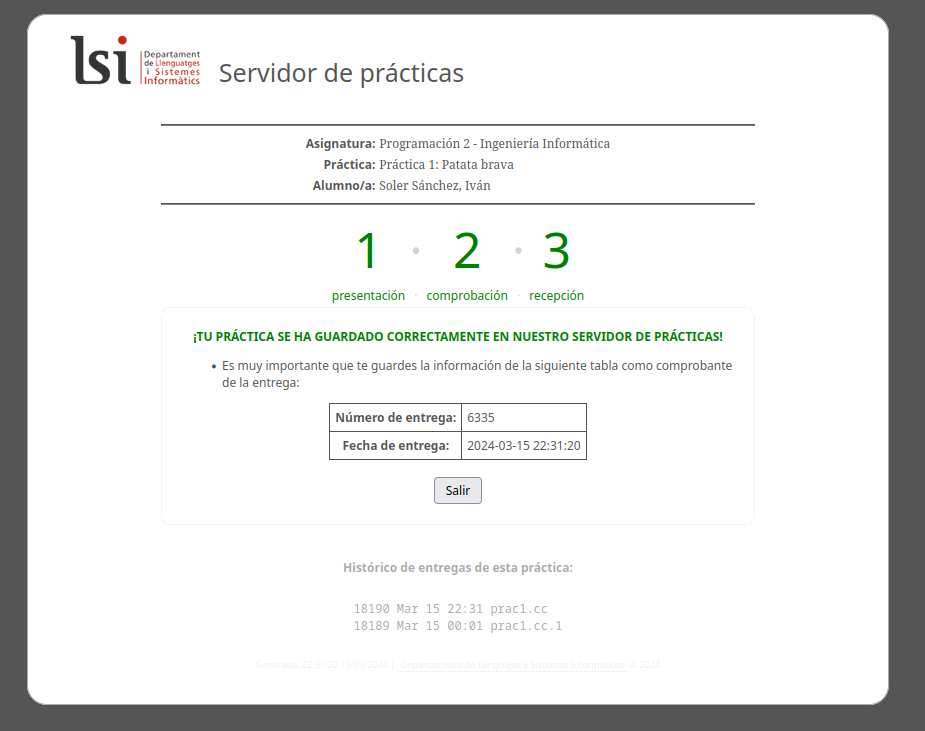 lsi
Departament
de Llenguatges
i Sistemes
Informàtics
Servidor de prácticas
Asignatura: Programación 2 - Ingeniería Informática
Práctica: Práctica 1: Patata brava
Alumno/a: Soler Sánchez, Iván
1 · 2 · 3
presentación · comprobación · recepción
¡TU PRÁCTICA SE HA GUARDADO CORRECTAMENTE EN NUESTRO SERVIDOR DE PRÁCTICAS!
• Es muy importante que te guardes la información de la siguiente tabla como comprobante
de la entrega:
Número de entrega: 6335
Fecha de entrega: 2024-03-15 22:31:20
Salir
Histórico de entregas de esta práctica:
18190 Mar 15 22:31 prac1.cc
18189 Mar 15 00:01 prac1.cc.1
Generado: 22:31:20 15/03/2024 | Departamento de Lenguajes y Sistemas Informáticos © 2024